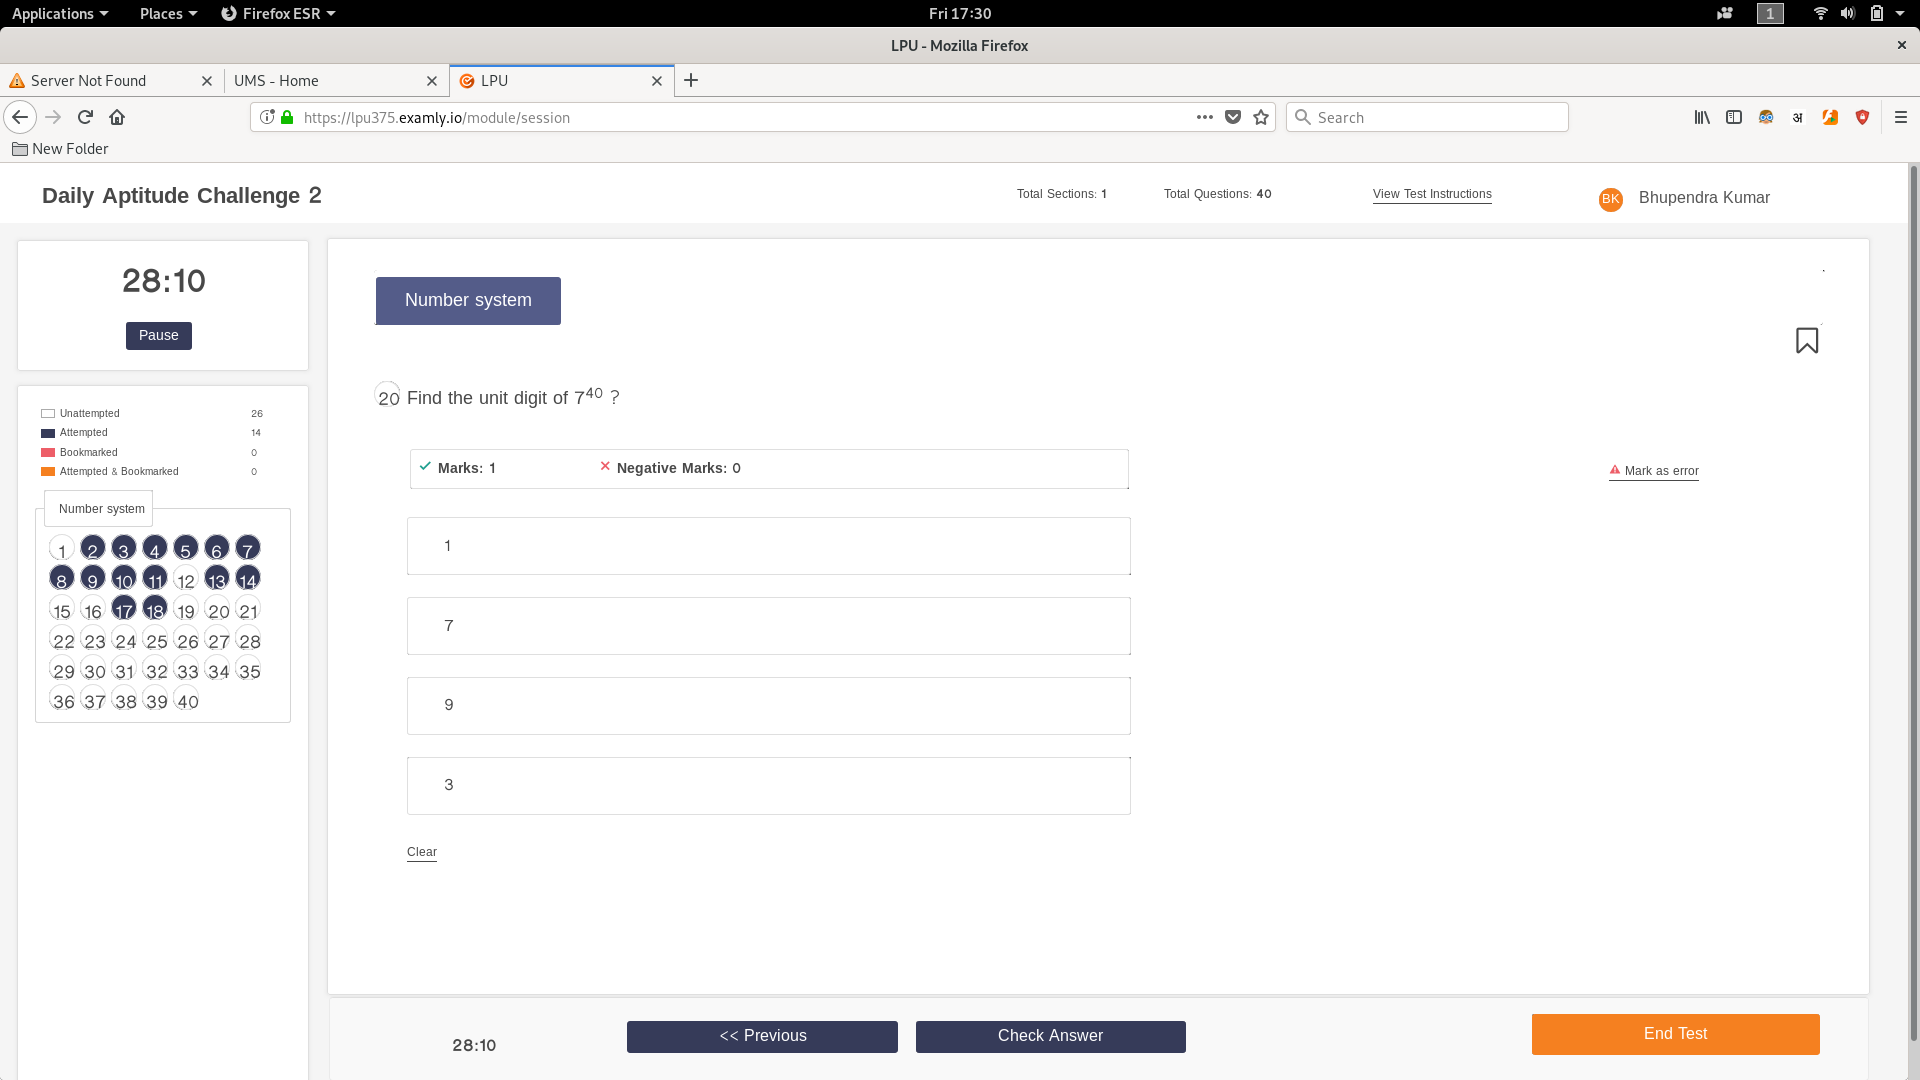 Applications Places Firefox ESR Fri 17:30 1
LPU - Mozilla Firefox
Server Not Found UMS - Home LPU
https://lpu375.examly.io/module/session Search अ
New Folder
Daily Aptitude Challenge 2 Total Sections: 1 Total Questions: 40 View Test Instructions BK Bhupendra Kumar
28:10
Pause
Number system
Unattempted 26
Attempted 14
Bookmarked 0
Attempted & Bookmarked 0
Number system
1 2 3 4 5 6 7
8 9 10 11 12 13 14
15 16 17 18 19 20 21
22 23 24 25 26 27 28
29 30 31 32 33 34 35
36 37 38 39 40
20 Find the unit digit of 7⁴⁰ ?
Marks: 1 Negative Marks: 0 Mark as error
1
7
9
3
Clear
28:10 << Previous Check Answer End Test